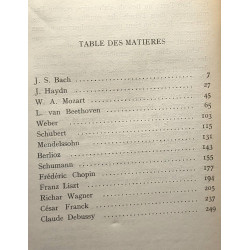 TABLE DES MATIERES
J. S. Bach 7
J. Haydn 27
W. A. Mozart 45
L. van Beethoven 65
Weber 103
Schubert 115
Mendelssohn 131
Berlioz 143
Schumann 155
Frédéric Chopin 177
Franz Liszt 194
Richar Wagner 205
César Franck 237
Claude Debussy 249